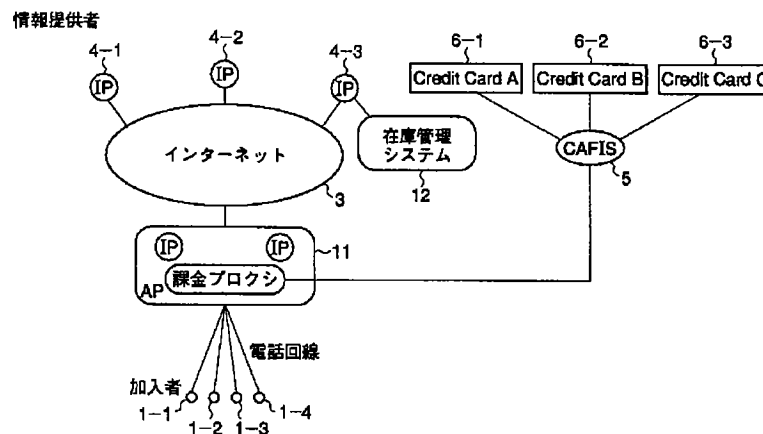 情報提供者
4-1
4-2
4-3
IP
IP
IP
6-1
6-2
6-3
Credit Card A
Credit Card B
Credit Card C
インターネット
3
在庫管理
システム
12
CAFIS
5
IP
IP
11
課金プロクシ
AP
電話回線
加入者
1-1
1-2
1-3
1-4